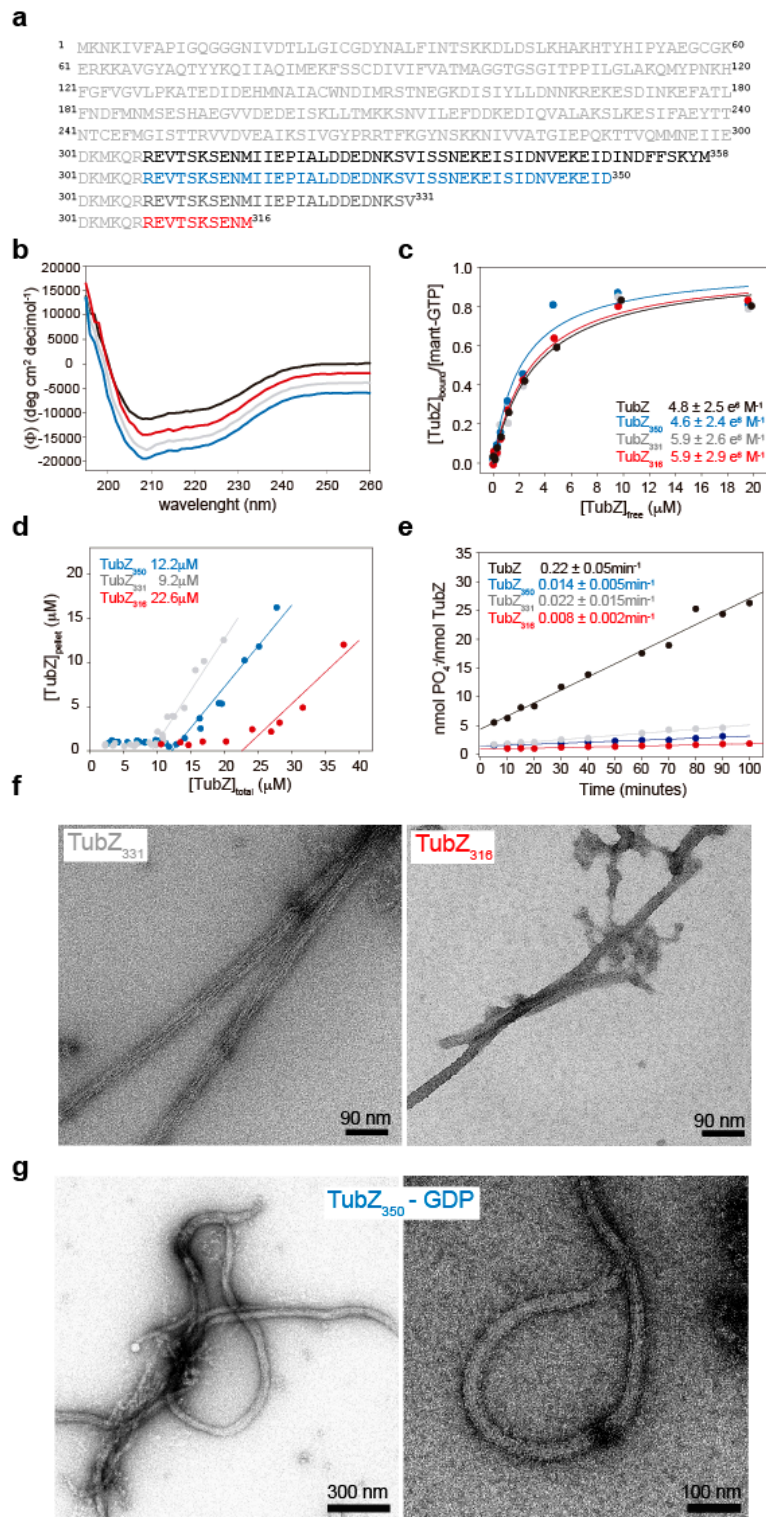 a
1 MKNKIVFAPIGQGGGNIVDTLLGICGDYNALFINTSKKDLDSLKHAKHTYHIPYAEGCGK60
61 ERKKAVGYAQTYYKQIIAQIMEKFSSCDIVIFVATMAGGTGSGITPPILGLAKQMYPNKH120
121 FGFVGVLPKATEDIDEHMNAIACWNDIMRSTNEGKDISIYLLDNNKREKESDINKEFATL180
181 FNDFMNMSESHAEGVVDEDEISKLLTMKKSNVILEFDDKEDIQVALAKSLKESIFAEYTT240
241 NTCEFMGISTTRVVDVEAIKSIVGYPRRTFKGYNSKNNIVVATGIEPQKTTVQMMNEIIE300
301 DKMKQRREVTSKSENMIIEPIALDDEDNKSVISSNEKEISIDNVEKEIDINDFFSKYM358
301 DKMKQRREVTSKSENMIIEPIALDDEDNKSVISSNEKEISIDNVEKEID350
301 DKMKQRREVTSKSENMIIEPIALDDEDNKSV331
301 DKMKQRREVTSKSENM316
b
(Φ) (deg cm² decimol⁻¹)
20000
15000
10000
5000
0
-5000
-10000
-15000
-20000
200 210 220 230 240 250 260
wavelenght (nm)
c
[TubZ]bound/[mant-GTP]
1.0
0.8
0.6
0.4
0.2
0.0
TubZ 4.8 ± 2.5 e⁶ M⁻¹
TubZ350 4.6 ± 2.4 e⁶ M⁻¹
TubZ331 5.9 ± 2.6 e⁶ M⁻¹
TubZ316 5.9 ± 2.9 e⁶ M⁻¹
0 2 4 6 8 10 12 14 16 18 20
[TubZ]free (μM)
d
[TubZ]pellet (μM)
20
15
10
5
0
TubZ350 12.2μM
TubZ331 9.2μM
TubZ316 22.6μM
0 5 10 15 20 25 30 35 40
[TubZ]total (μM)
e
nmol PO4-/nmol TubZ
35
30
25
20
15
10
5
0
TubZ 0.22 ± 0.05min⁻¹
TubZ350 0.014 ± 0.005min⁻¹
TubZ331 0.022 ± 0.015min⁻¹
TubZ316 0.008 ± 0.002min⁻¹
0 10 20 30 40 50 60 70 80 90 100
Time (minutes)
f
TubZ331
90 nm
TubZ316
90 nm
g
TubZ350 - GDP
300 nm
100 nm